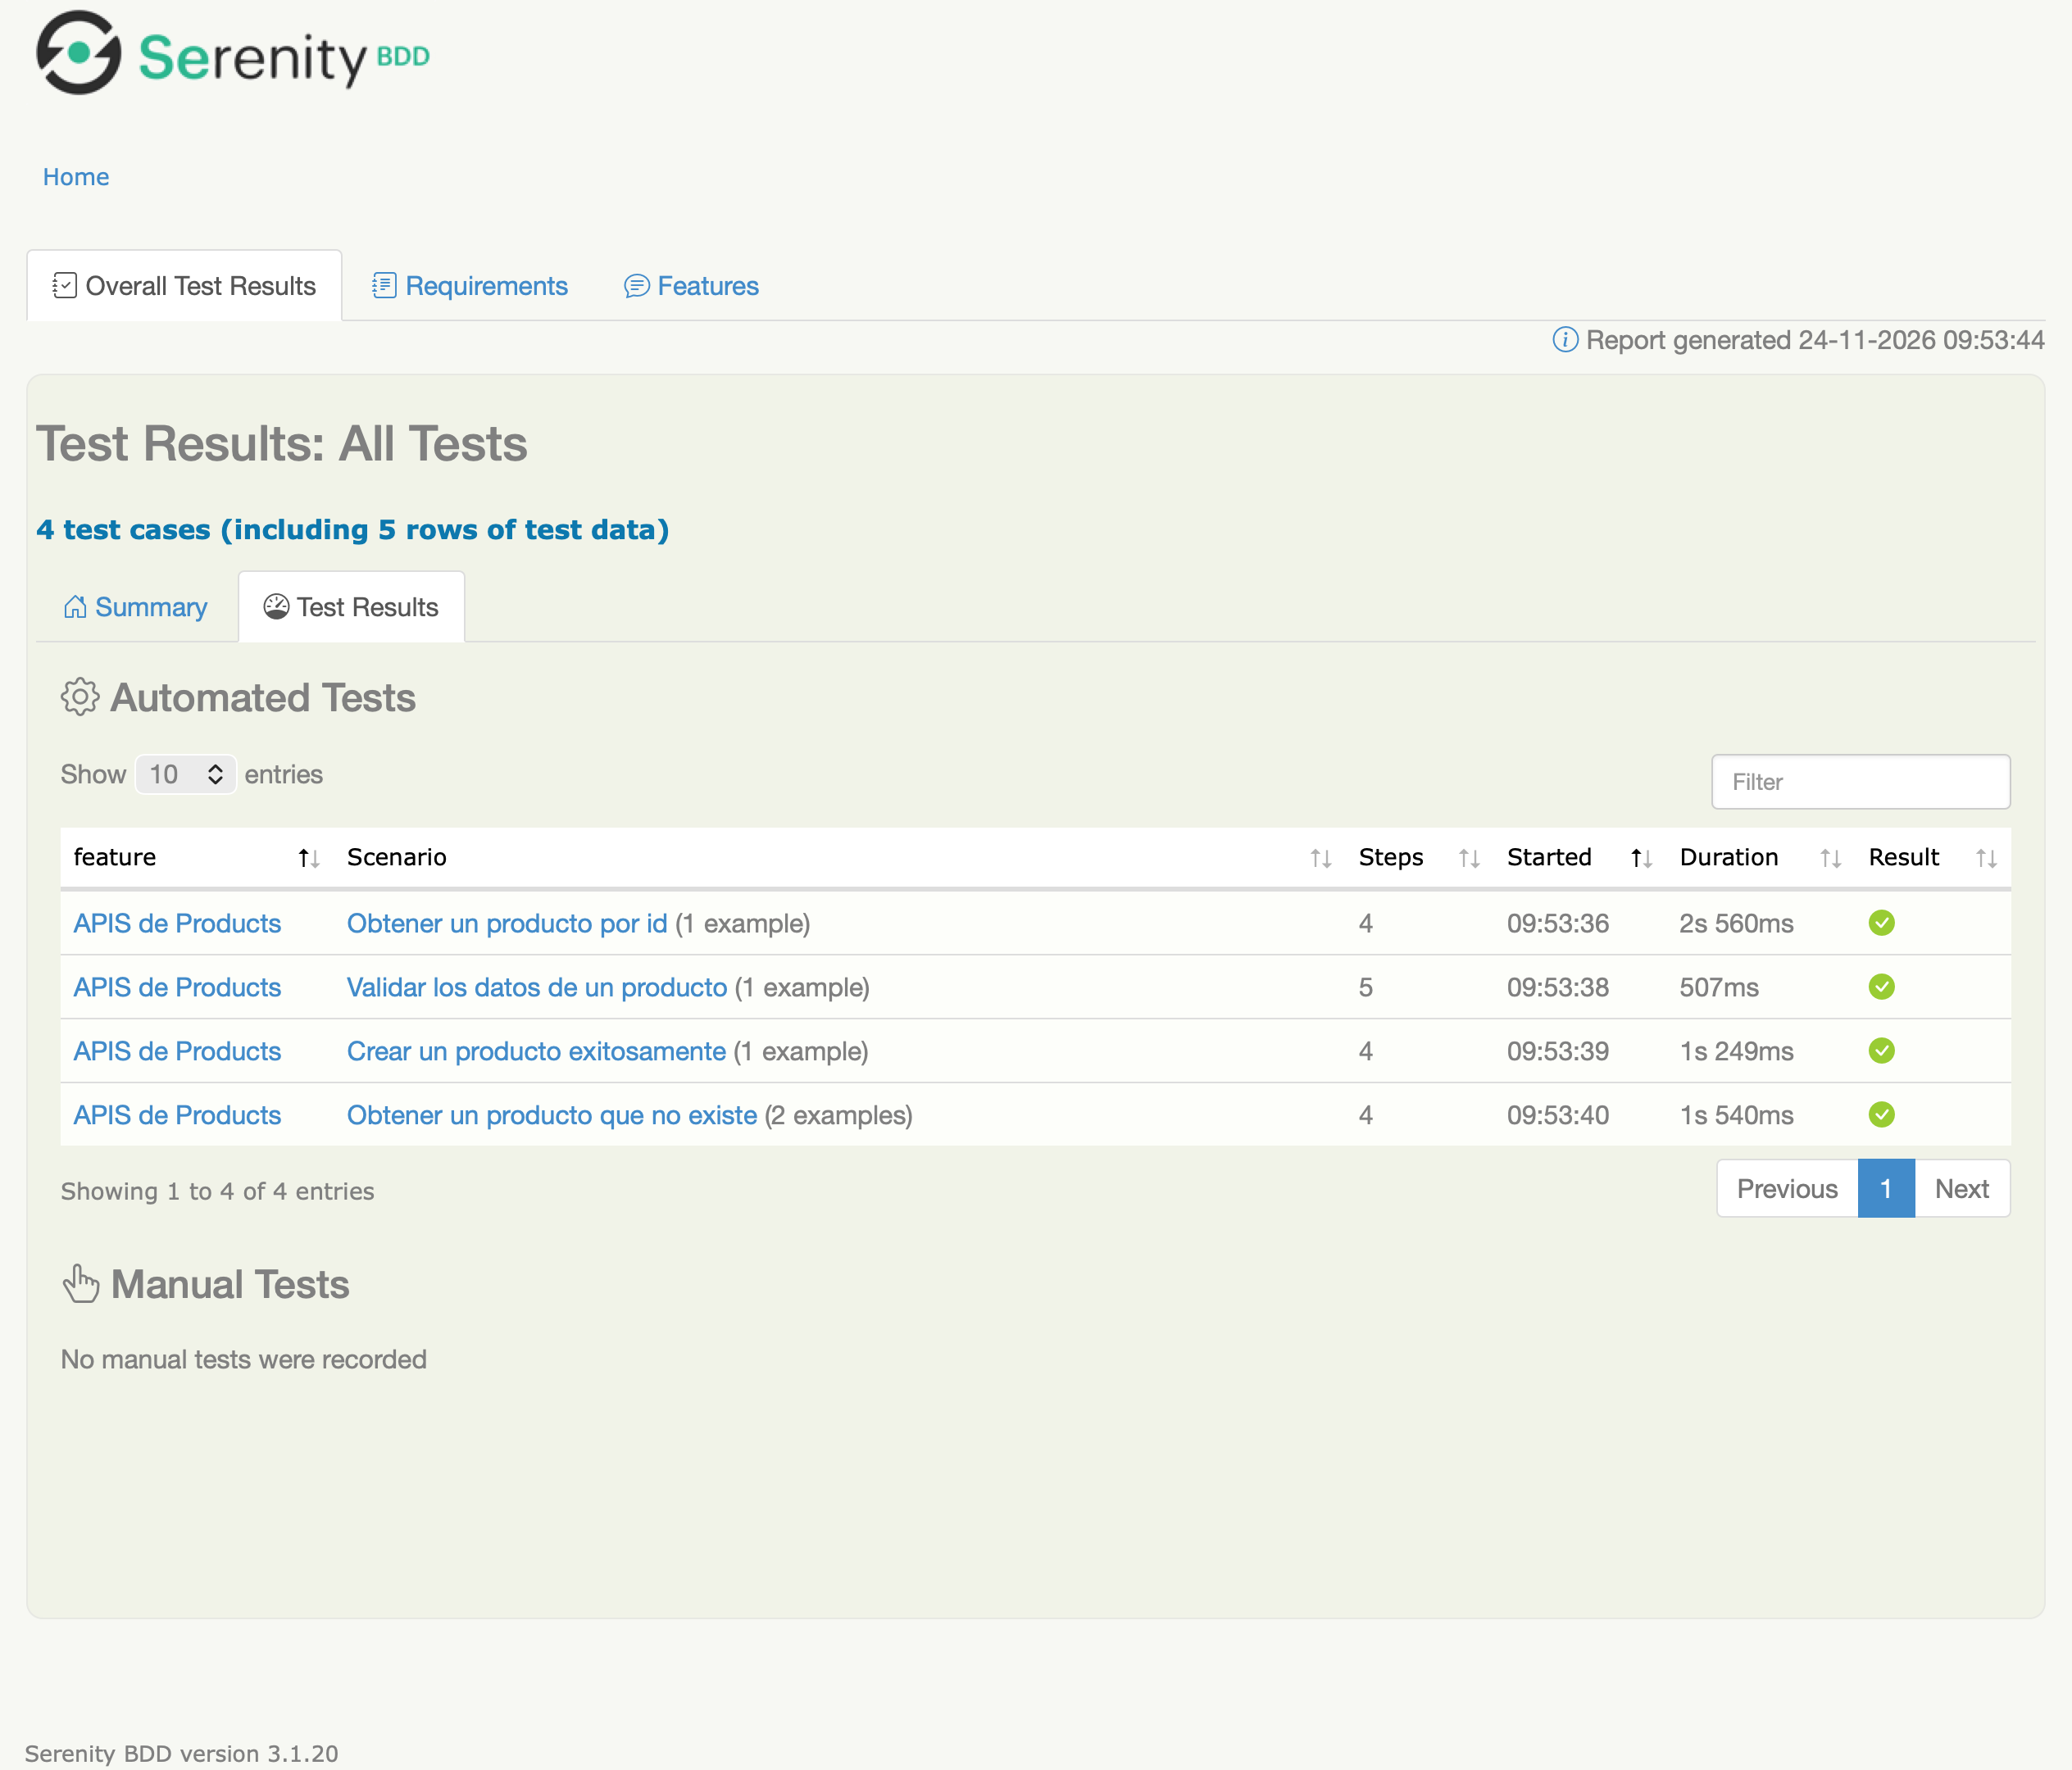 Serenity BDD
Home
Overall Test Results Requirements Features
Report generated 24-11-2026 09:53:44
Test Results: All Tests
4 test cases (including 5 rows of test data)
Summary Test Results
Automated Tests
Show 10 entries Filter
feature Scenario Steps Started Duration Result
APIS de Products Obtener un producto por id (1 example) 4 09:53:36 2s 560ms
APIS de Products Validar los datos de un producto (1 example) 5 09:53:38 507ms
APIS de Products Crear un producto exitosamente (1 example) 4 09:53:39 1s 249ms
APIS de Products Obtener un producto que no existe (2 examples) 4 09:53:40 1s 540ms
Showing 1 to 4 of 4 entries Previous 1 Next
Manual Tests
No manual tests were recorded
Serenity BDD version 3.1.20